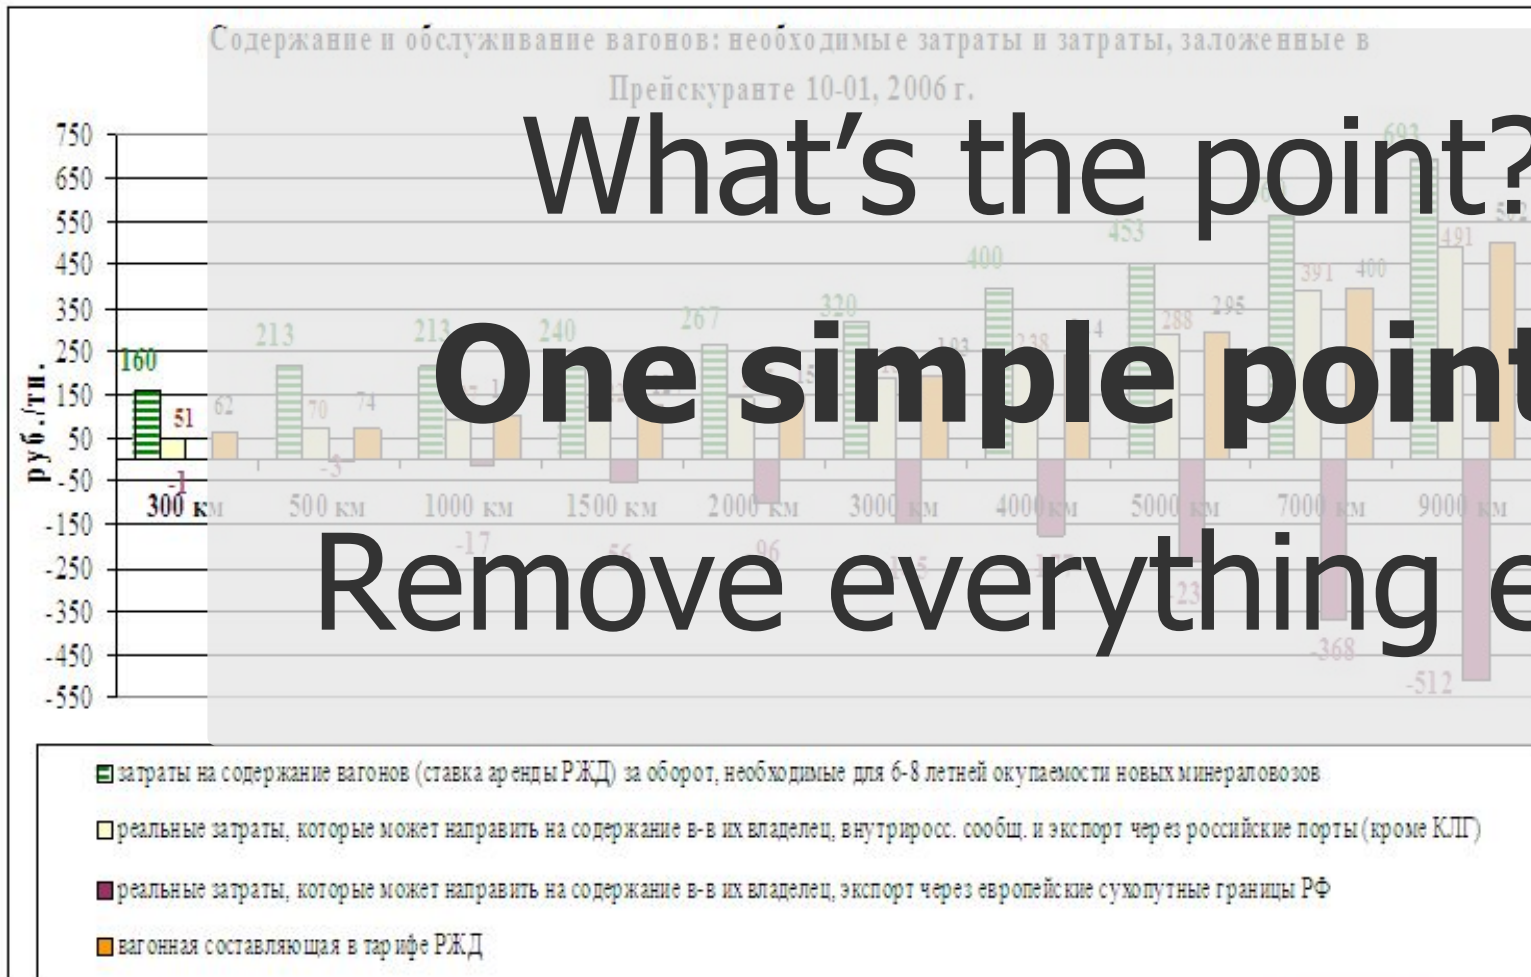 Содержание и обслуживание вагонов: необходимые затраты и затраты, заложенные в
Прейскуранте 10-01, 2006 г.
What’s the point?
One simple point
Remove everything
руб./тн.
750
650
550
450
350
250
150
50
-50
-150
-250
-350
-450
-550
160 51 -1 62
213 70 -3 74
213 -17
240
267 -96
320 193
400 238
453 288 295
391 400 -368
693 491 -512
300 км 500 км 1000 км 1500 км 2000 км 3000 км 4000 км 5000 км 7000 км 9000 км
затраты на содержание вагонов (ставка аренды РЖД) за оборот, необходимые для 6-8 летней окупаемости новых минераловозов
реальные затраты, которые может направить на содержание в-в их владелец, внутриросс. сообщ. и экспорт через российские порты (кроме КЛГ)
реальные затраты, которые может направить на содержание в-в их владелец, экспорт через европейские сухопутные границы РФ
вагонная составляющая в тарифе РЖД